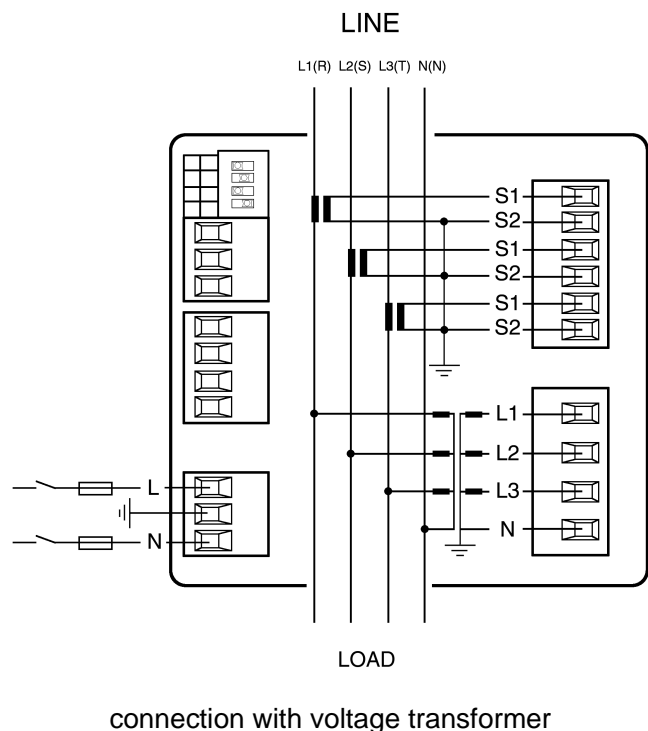 LINE
L1(R) L2(S) L3(T) N(N)
S1
S2
S1
S2
S1
S2
L1
L2
L L3
N N
LOAD
connection with voltage transformer